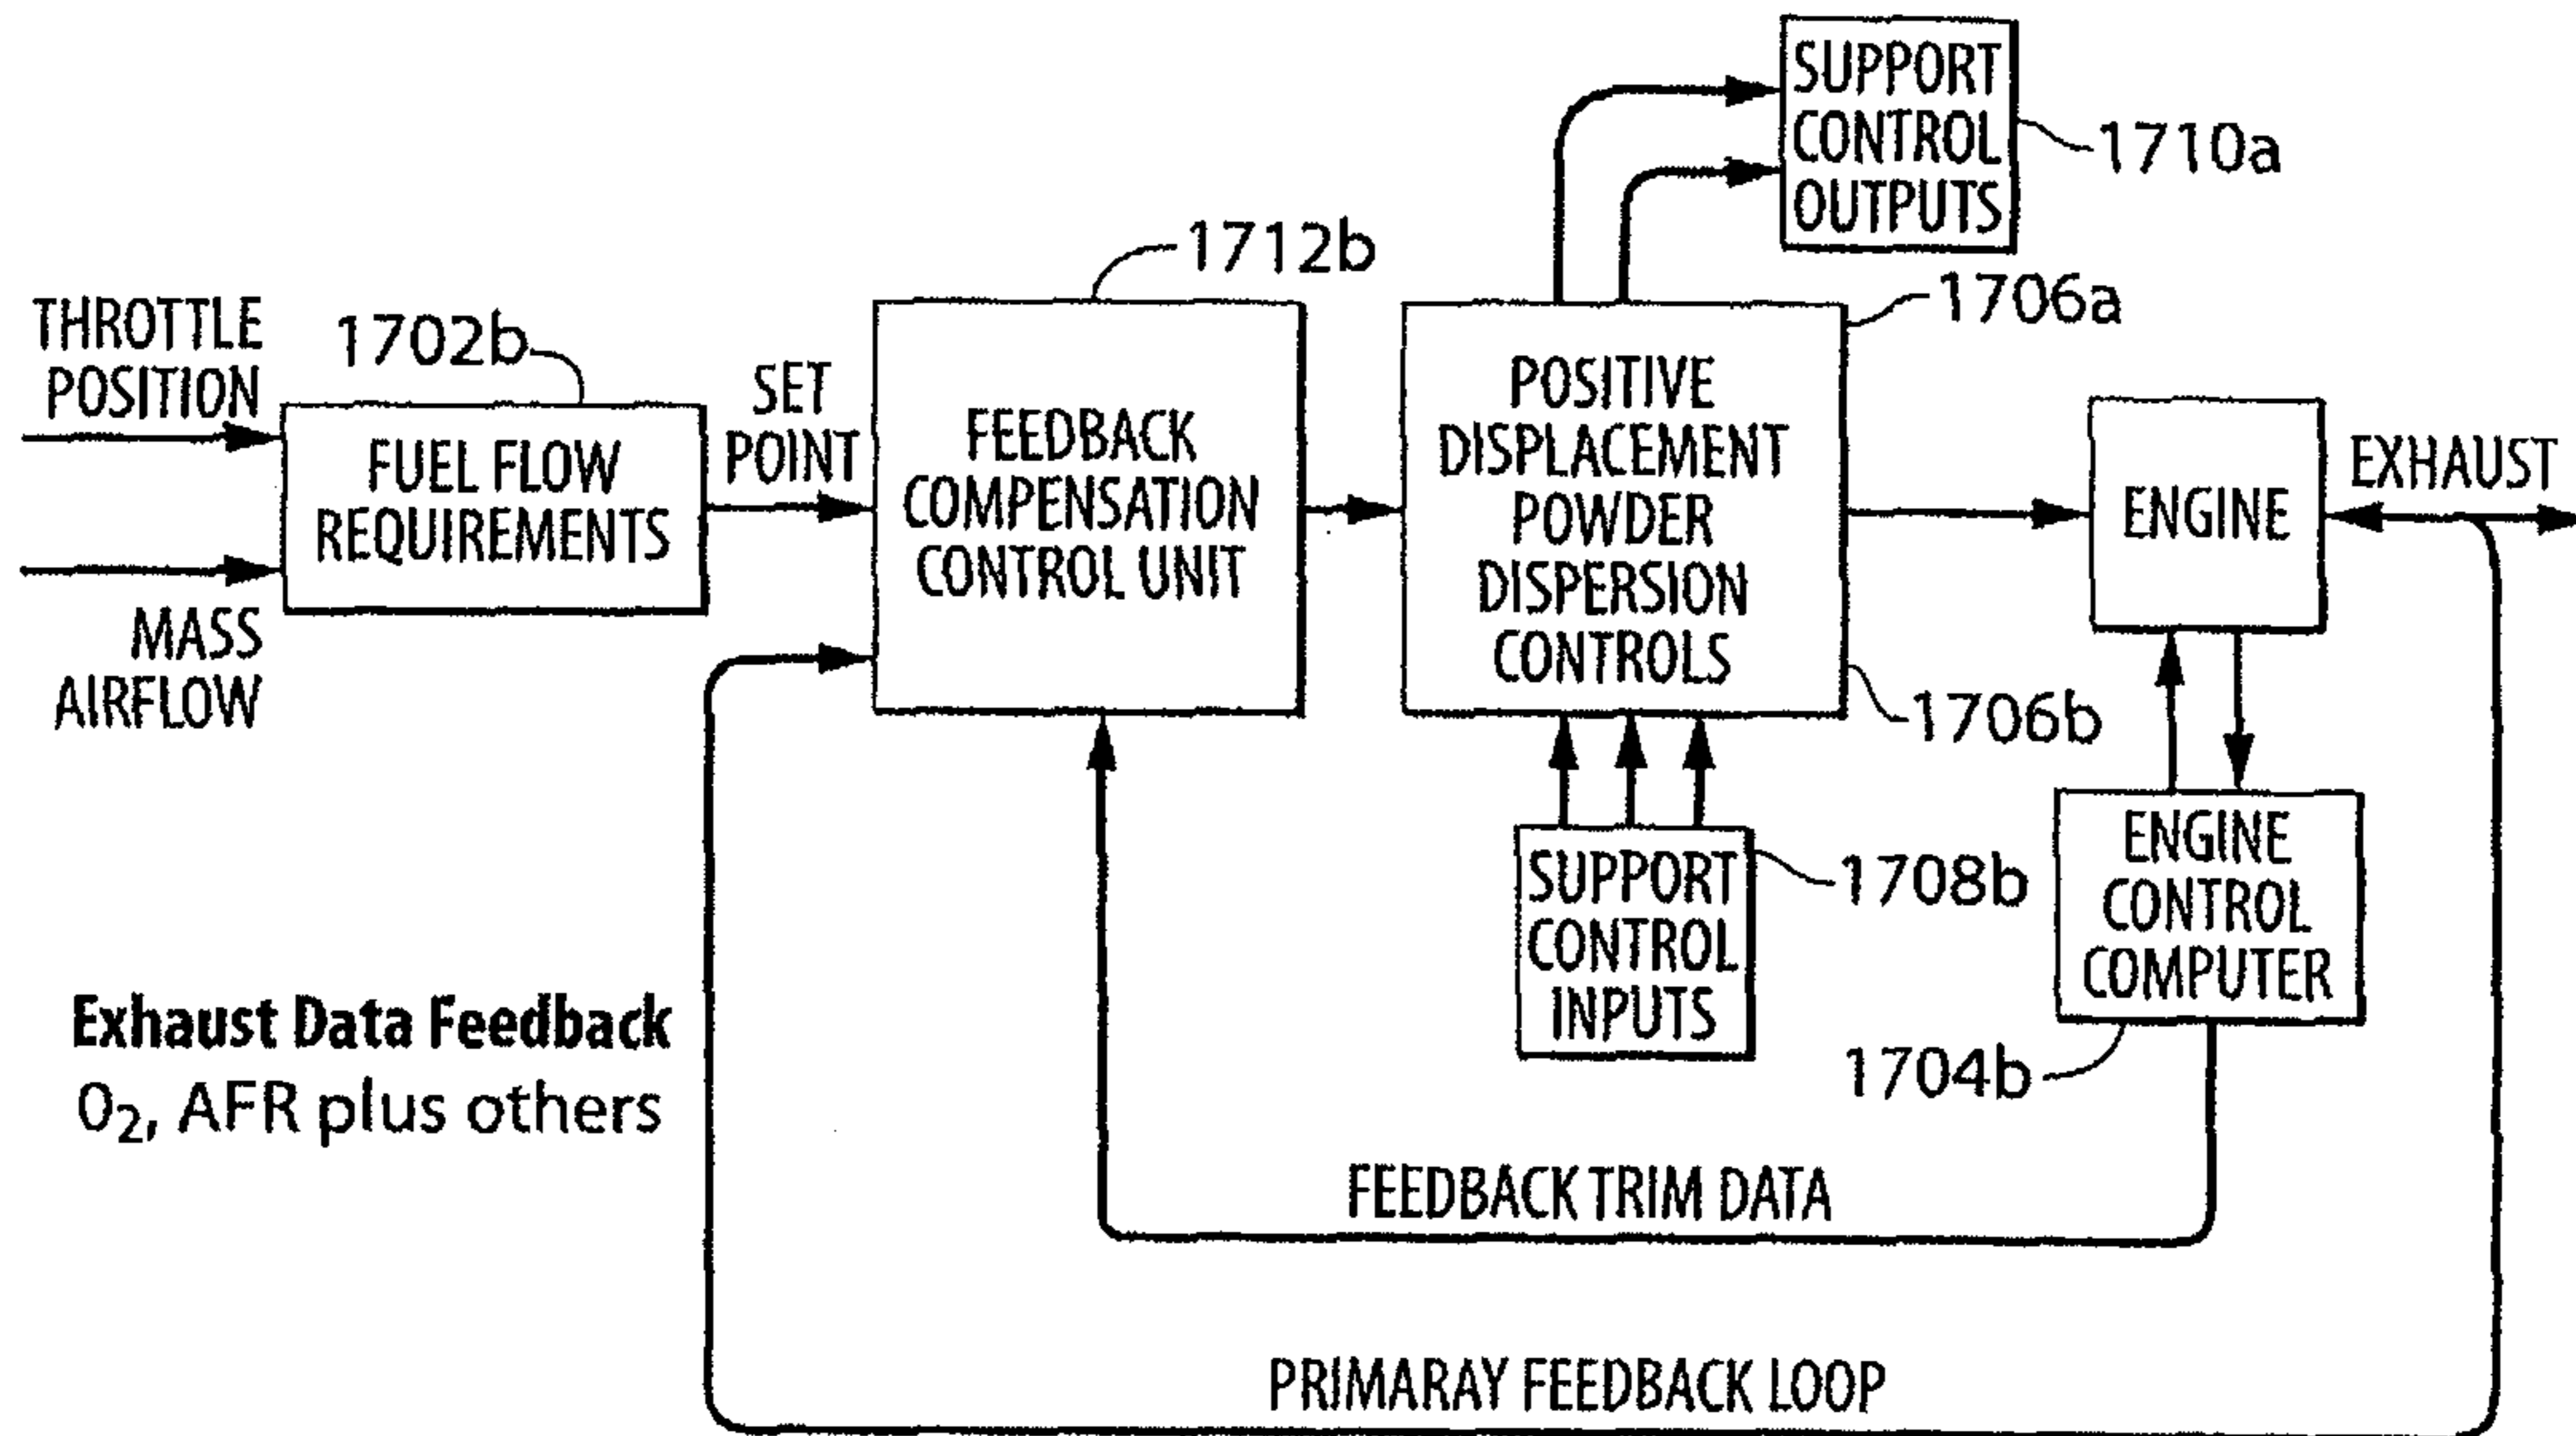 SUPPORT
CONTROL
OUTPUTS
1710a
1712b
1706a
THROTTLE
POSITION
1702b
SET
POINT
FUEL FLOW
REQUIREMENTS
FEEDBACK
COMPENSATION
CONTROL UNIT
POSITIVE
DISPLACEMENT
POWDER
DISPERSION
CONTROLS
ENGINE
EXHAUST
MASS
AIRFLOW
1706b
SUPPORT
CONTROL
INPUTS
1708b
ENGINE
CONTROL
COMPUTER
1704b
Exhaust Data Feedback
O₂, AFR plus others
FEEDBACK TRIM DATA
PRIMARAY FEEDBACK LOOP